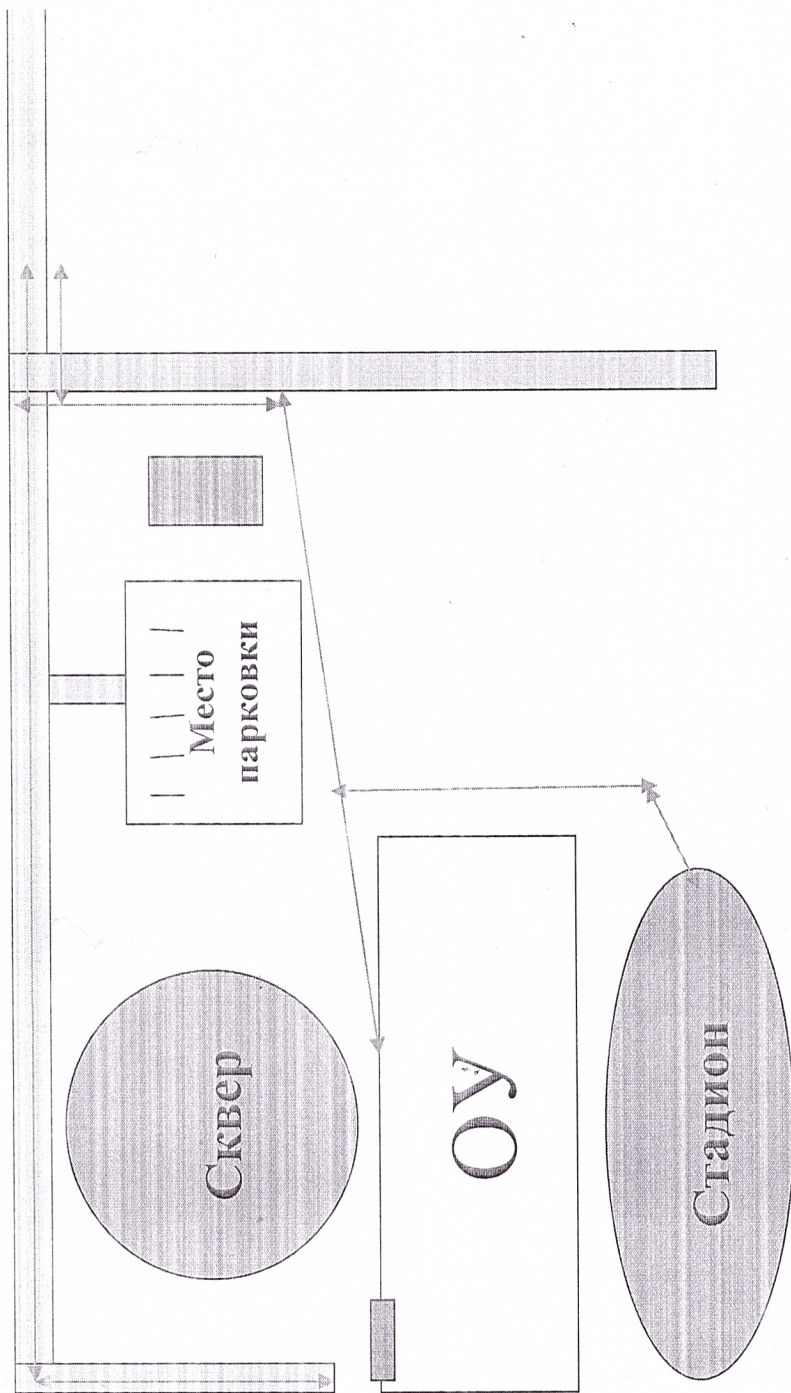 Место
парковки
Сквер
ОУ
Стадион